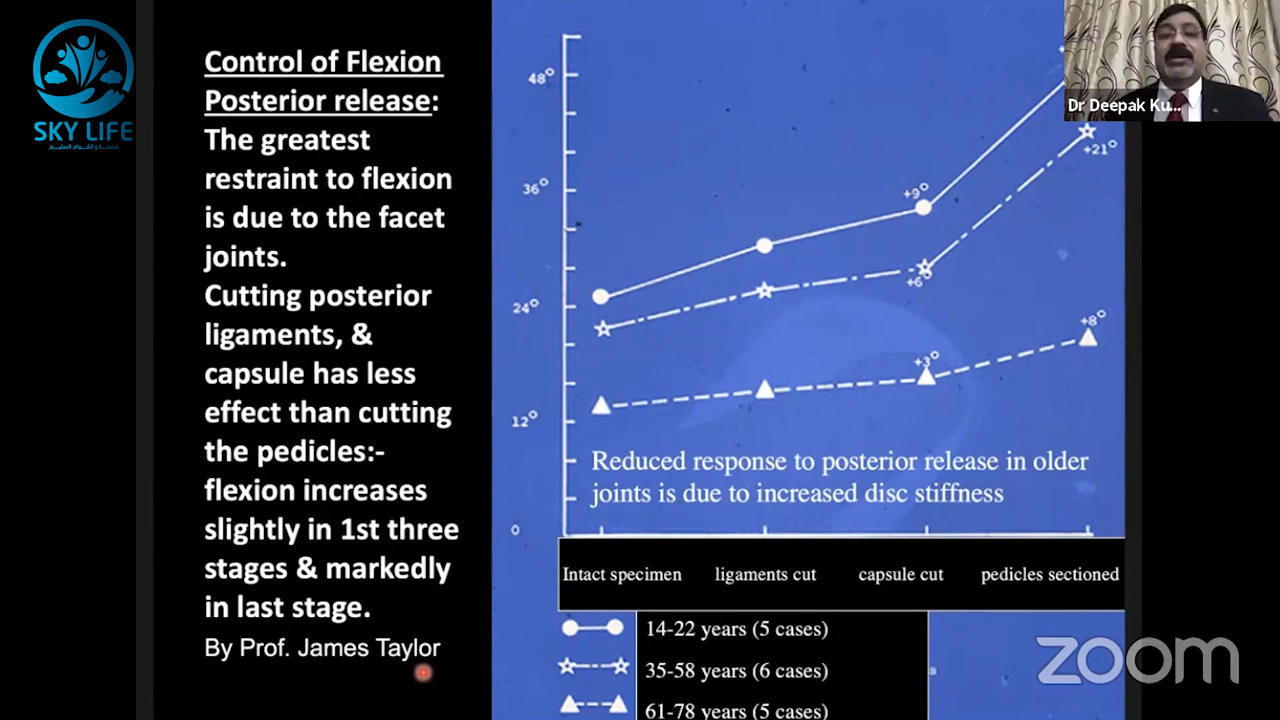 SKY LIFE
للصحة و القوام السليم
Control of Flexion
Posterior release:
The greatest
restraint to flexion
is due to the facet
joints.
Cutting posterior
ligaments, &
capsule has less
effect than cutting
the pedicles:-
flexion increases
slightly in 1st three
stages & markedly
in last stage.
By Prof. James Taylor
48°
36°
24°
12°
0
+9°
+6°
+3°
+21°
+8°
Reduced response to posterior release in older
joints is due to increased disc stiffness
Intact specimen ligaments cut capsule cut pedicles sectioned
14-22 years (5 cases)
35-58 years (6 cases)
61-78 years (5 cases)
Dr Deepak Ku...
zoom